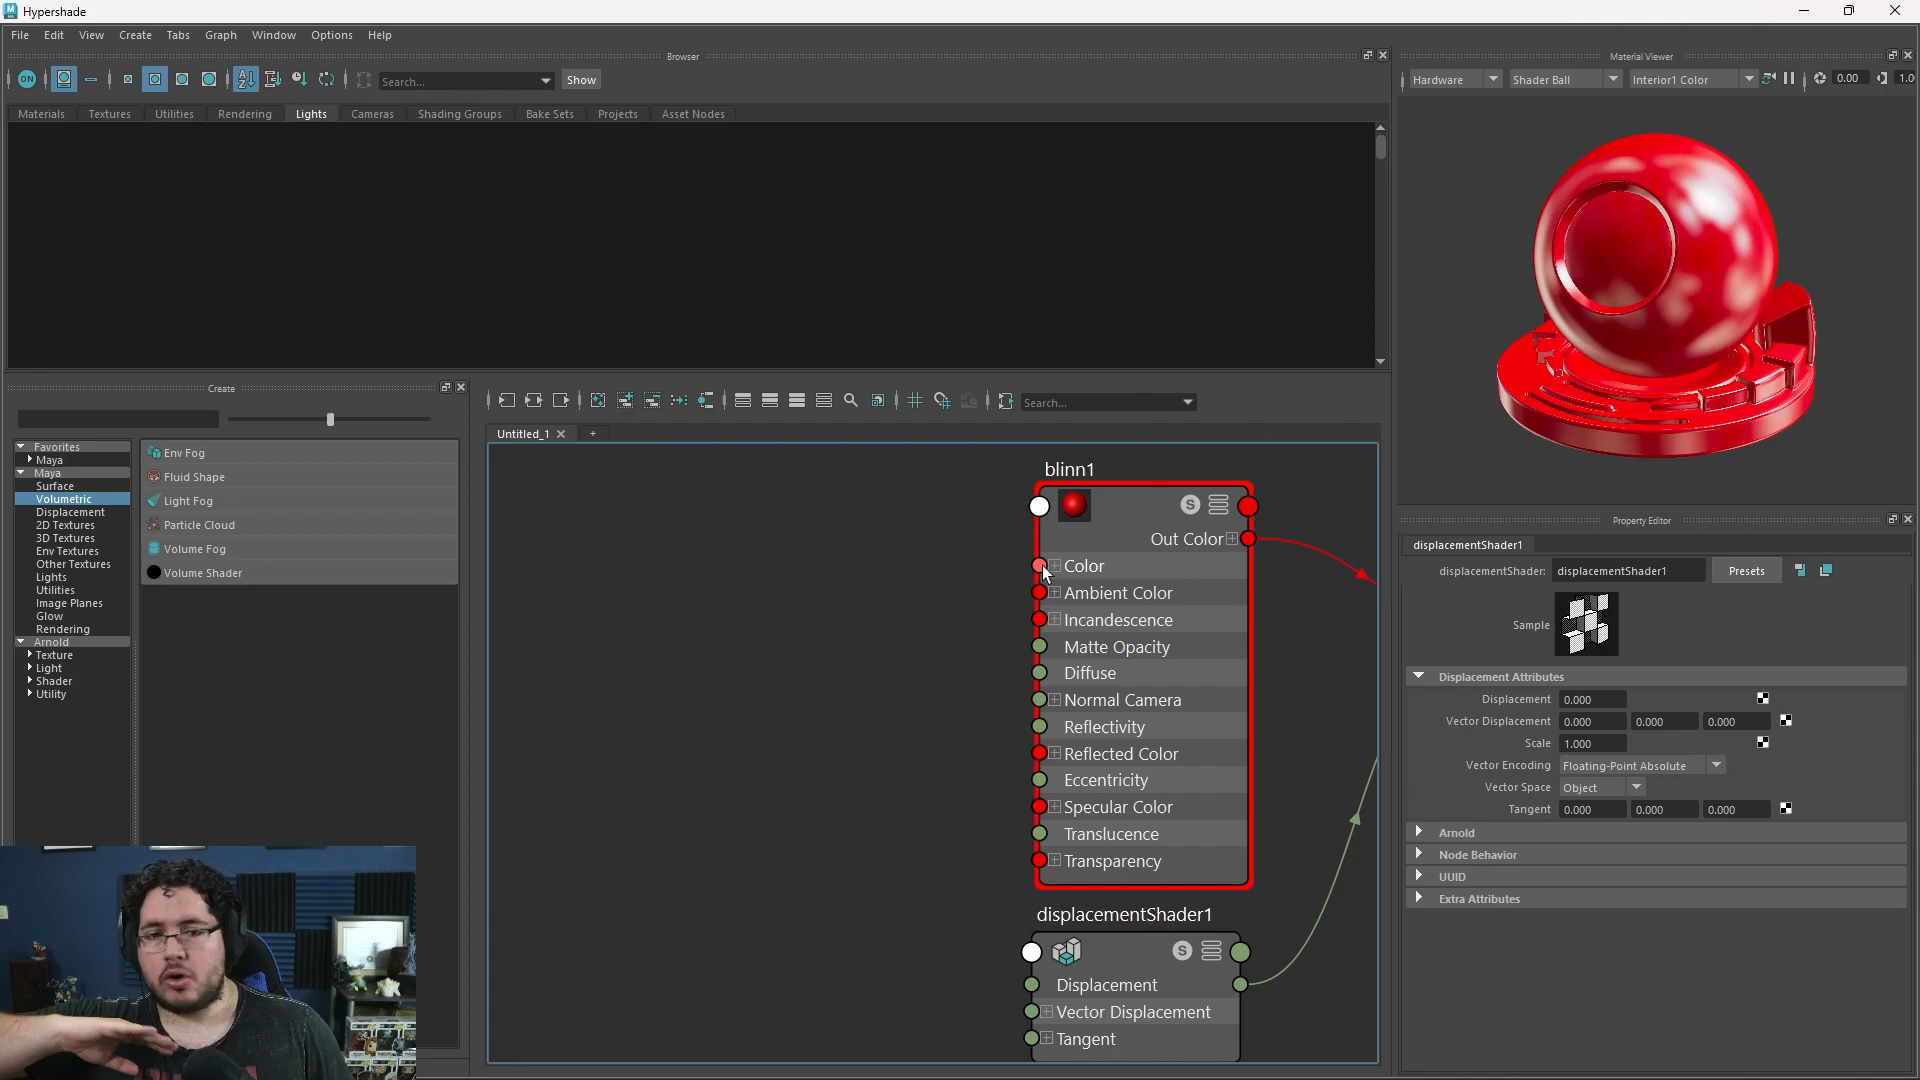 Hypershade
File Edit View Create Tabs Graph Window Options Help
Browser
Material Viewer
ON
Search...
Show
Hardware
Shader Ball
Interior1 Color
0.00
1.0
Materials Textures Utilities Rendering Lights Cameras Shading Groups Bake Sets Projects Asset Nodes
Create
Search...
Untitled_1
+
Favorites
Maya
Maya
Surface
Volumetric
Displacement
2D Textures
3D Textures
Env Textures
Other Textures
Lights
Utilities
Image Planes
Glow
Rendering
Arnold
Texture
Light
Shader
Utility
Env Fog
Fluid Shape
Light Fog
Particle Cloud
Volume Fog
Volume Shader
blinn1
S
Out Color
Color
Ambient Color
Incandescence
Matte Opacity
Diffuse
Normal Camera
Reflectivity
Reflected Color
Eccentricity
Specular Color
Translucence
Transparency
displacementShader1
S
Displacement
Vector Displacement
Tangent
Property Editor
displacementShader1
displacementShader: displacementShader1 Presets
Sample
Displacement Attributes
Displacement 0.000
Vector Displacement 0.000 0.000 0.000
Scale 1.000
Vector Encoding Floating-Point Absolute
Vector Space Object
Tangent 0.000 0.000 0.000
Arnold
Node Behavior
UUID
Extra Attributes